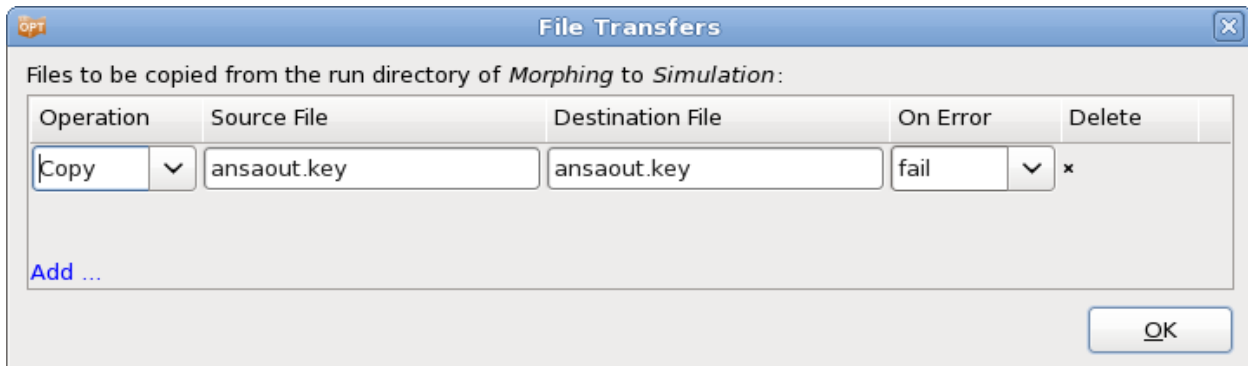 OPT File Transfers
Files to be copied from the run directory of Morphing to Simulation:
Operation Source File Destination File On Error Delete
Copy ansaout.key ansaout.key fail
Add ...
OK